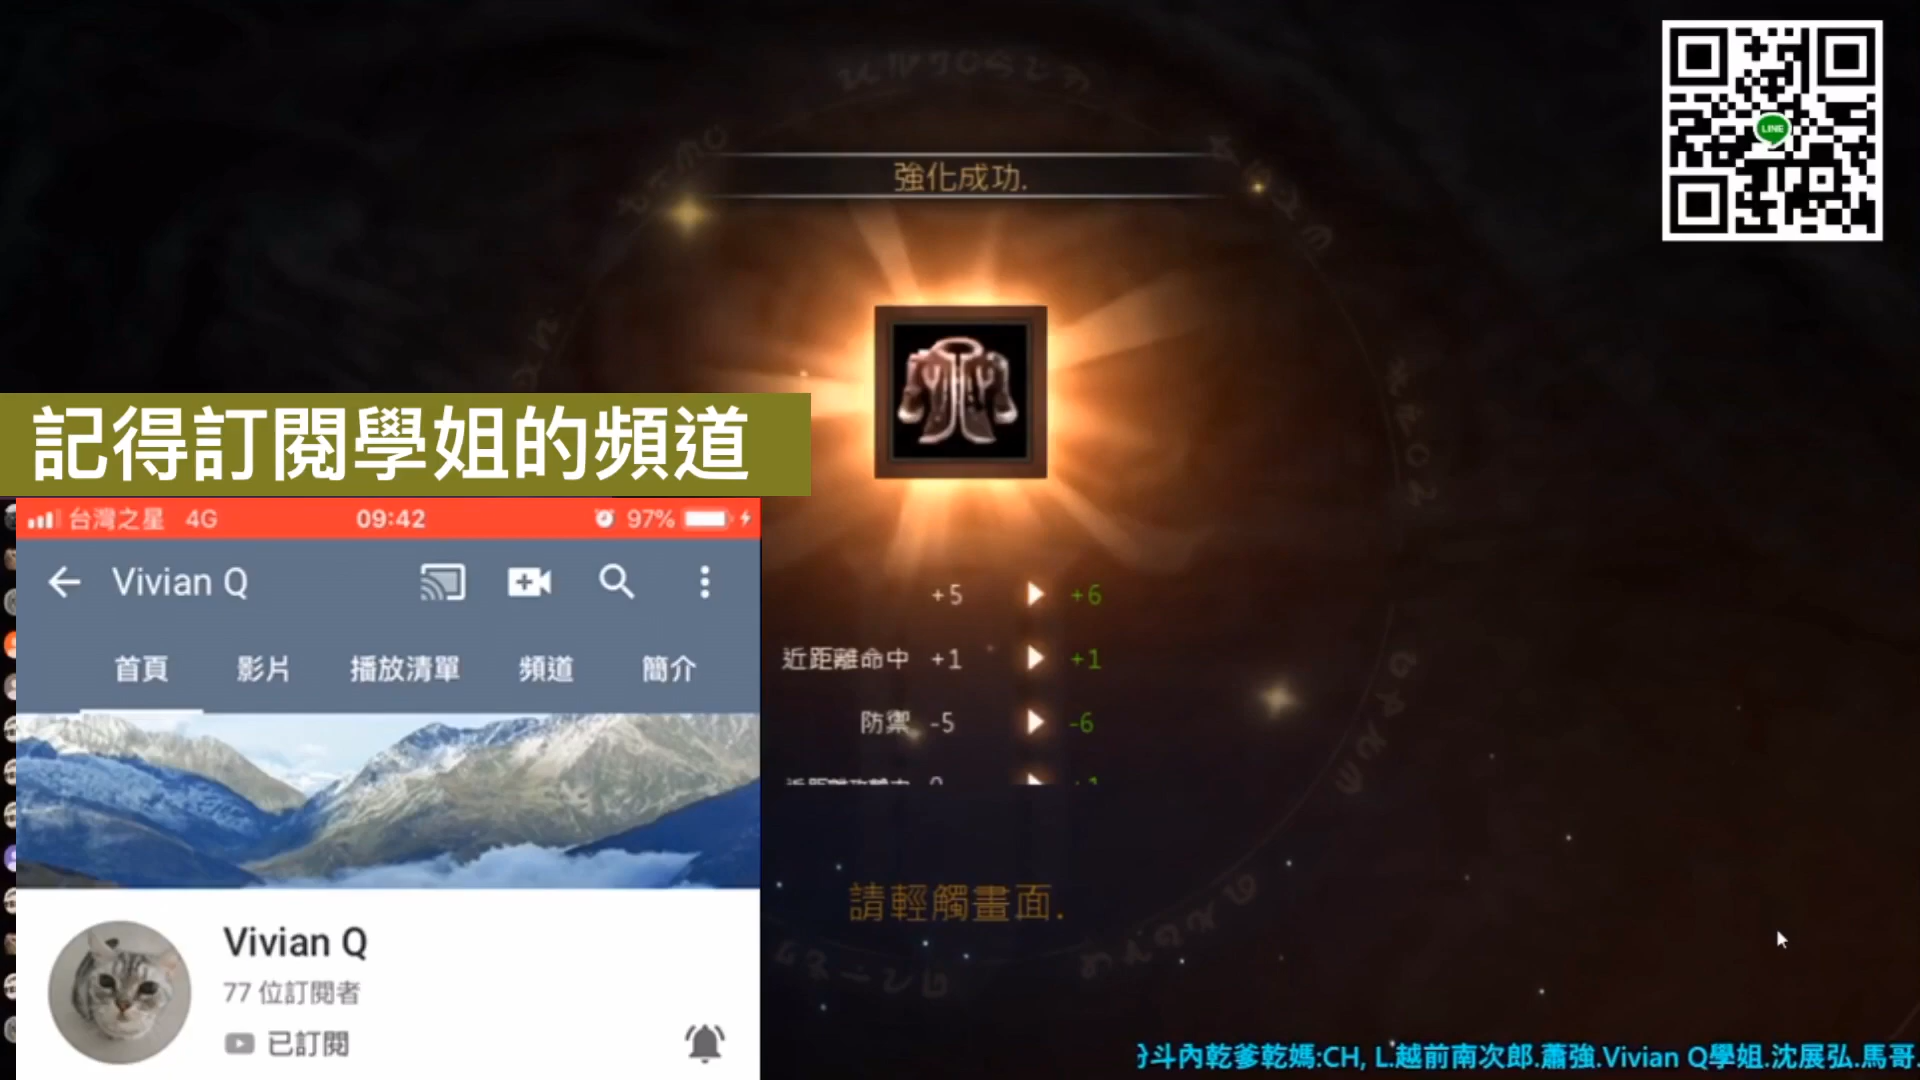 LINE
強化成功.
記得訂閱學姐的頻道
台灣之星 4G 09:42 97%
Vivian Q
首頁 影片 播放清單 頻道 簡介
+5 +6
近距離命中 +1 +1
防禦 -5 -6
Vivian Q
77 位訂閱者
已訂閱
請輕觸畫面.
斗內乾爹乾媽:CH, L.越前南次郎.蕭強.Vivian Q學姐.沈展弘.馬哥.